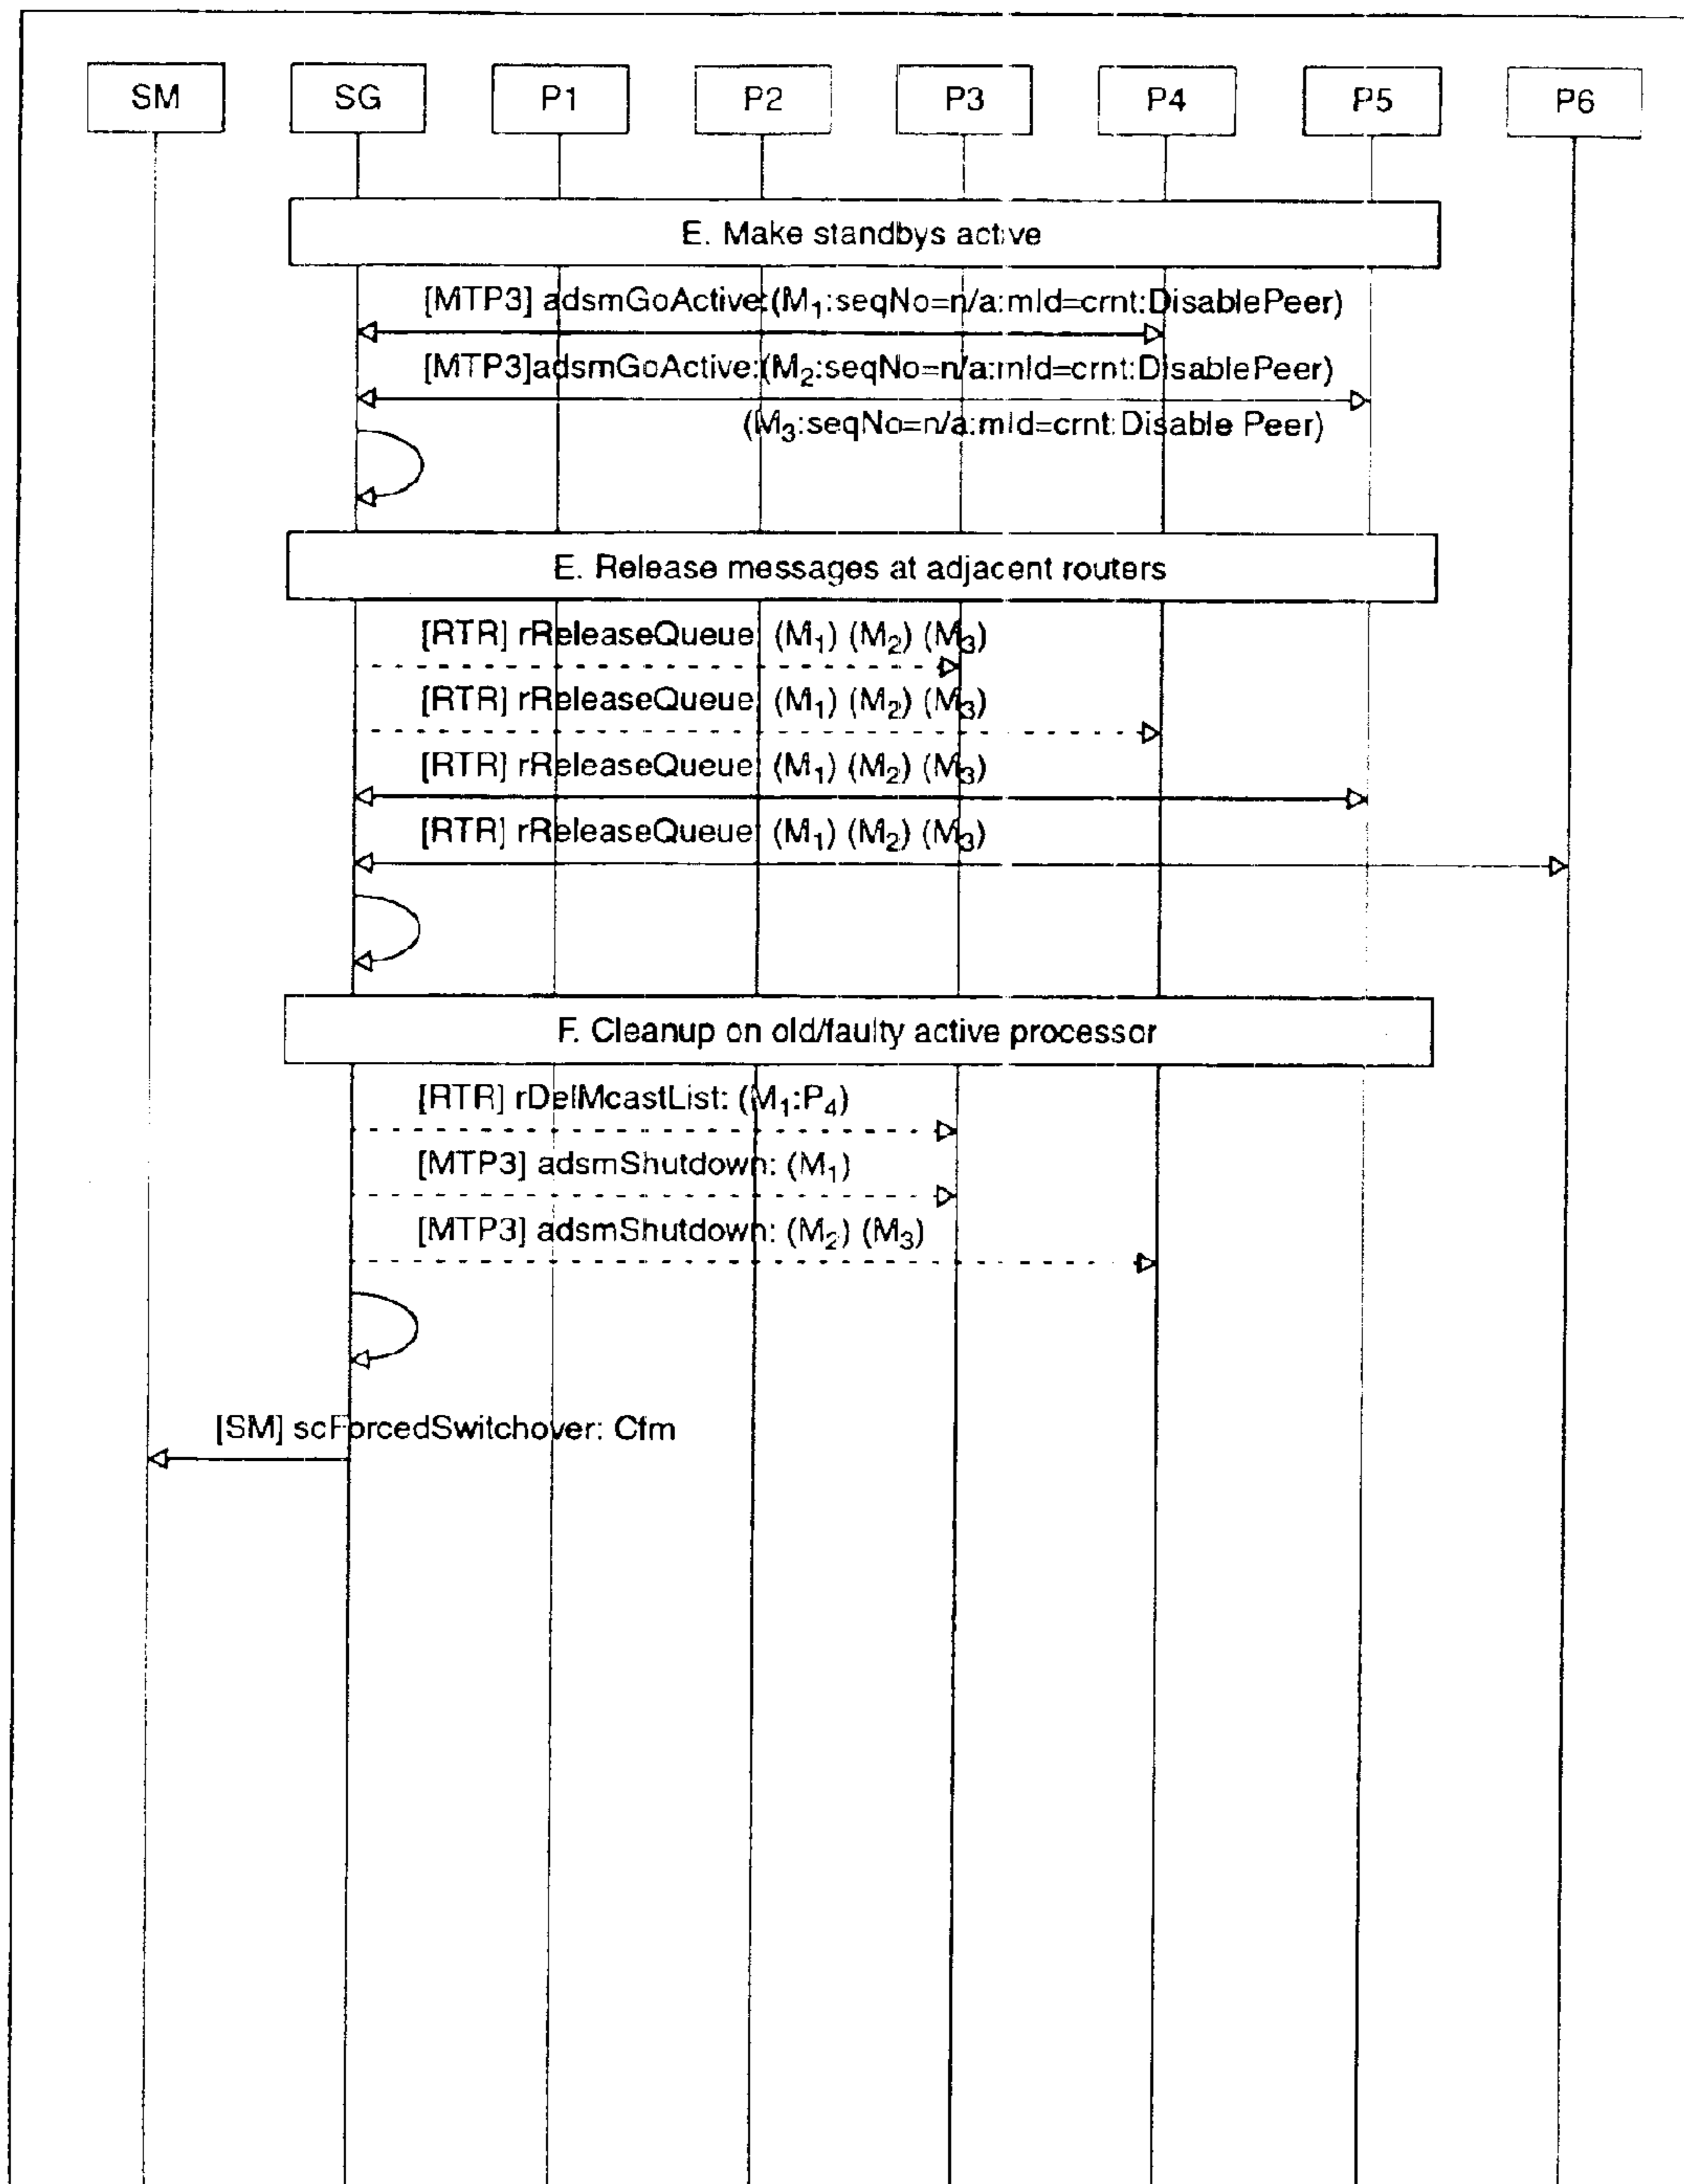 SM SG P1 P2 P3 P4 P5 P6
E. Make standbys active
[MTP3] adsmGoActive:(M₁:seqNo=n/a:mId=crnt:DisablePeer)
[MTP3]adsmGoActive:(M₂:seqNo=n/a:mId=crnt:DisablePeer)
(M₃:seqNo=n/a:mId=crnt:Disable Peer)
E. Release messages at adjacent routers
[RTR] rReleaseQueue: (M₁) (M₂) (M₃)
[RTR] rReleaseQueue: (M₁) (M₂) (M₃)
[RTR] rReleaseQueue: (M₁) (M₂) (M₃)
[RTR] rReleaseQueue: (M₁) (M₂) (M₃)
F. Cleanup on old/faulty active processor
[RTR] rDelMcastList: (M₁:P₄)
[MTP3] adsmShutdown: (M₁)
[MTP3] adsmShutdown: (M₂) (M₃)
[SM] scForcedSwitchover: Cfm